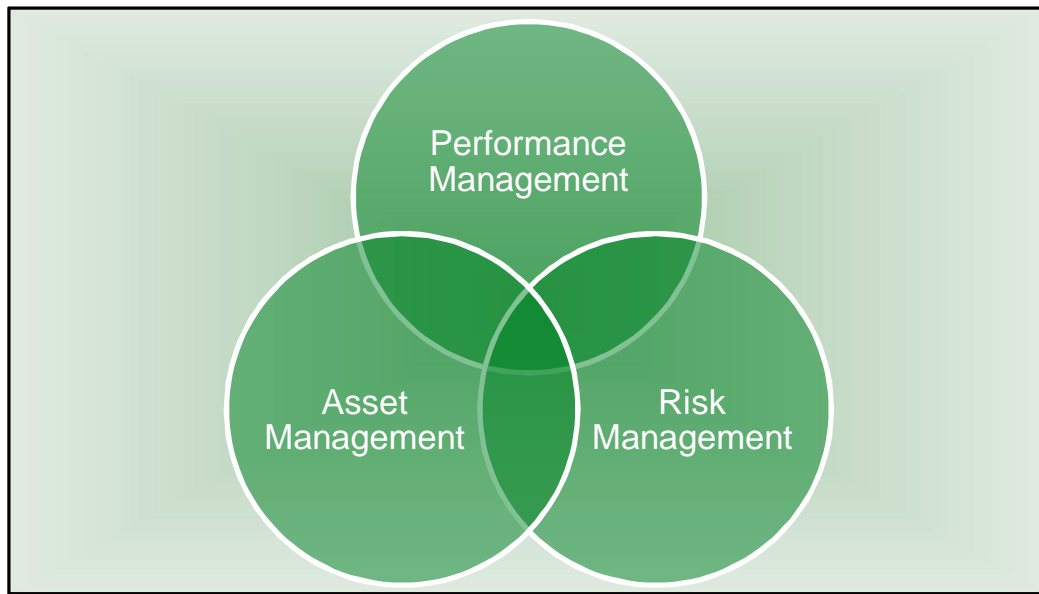 Performance
Management
Asset
Management
Risk
Management